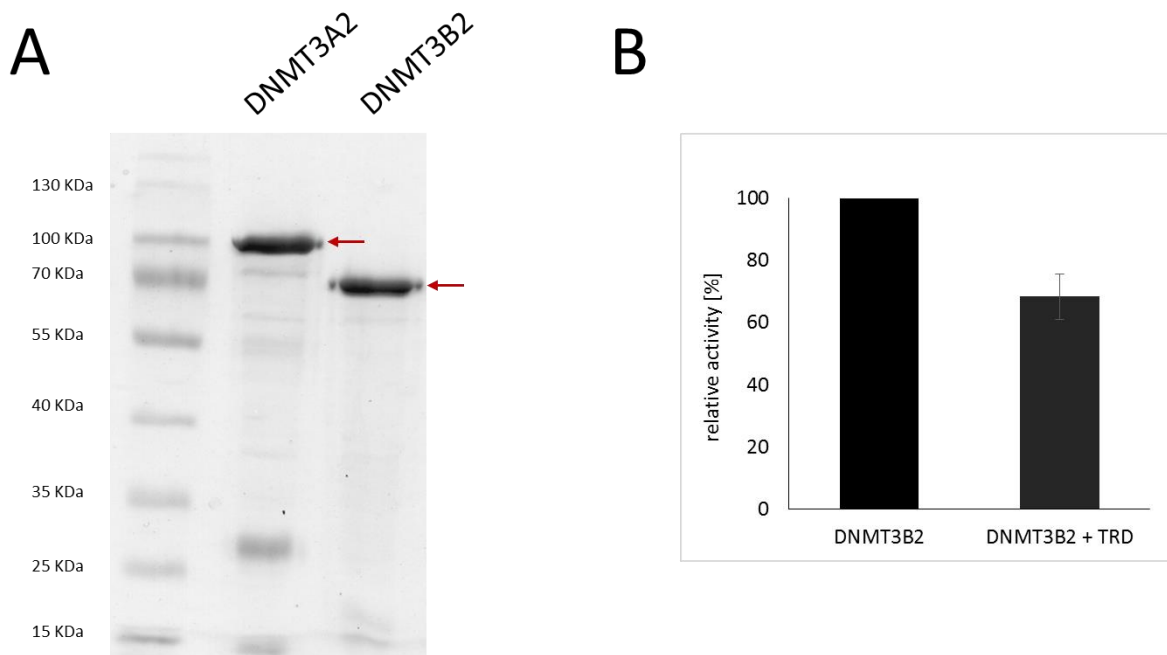 A
DNMT3A2
DNMT3B2
130 KDa
100 KDa
70 KDa
55 KDa
40 KDa
35 KDa
25 KDa
15 KDa
B
relative activity [%]
100
80
60
40
20
0
DNMT3B2
DNMT3B2 + TRD